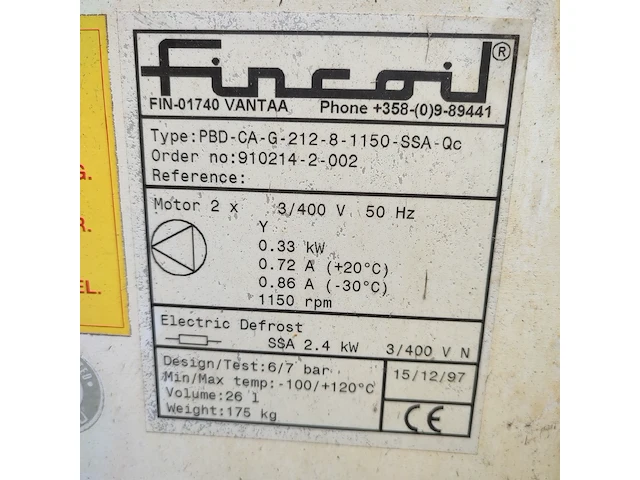 fincoil®
FIN-01740 VANTAA Phone +358-(0)9-89441
Type:PBD-CA-G-212-8-1150-SSA-Qc
Order no:910214-2-002
Reference:
Motor 2 x 3/400 V 50 Hz
Y
0.33 kW
0.72 A (+20°C)
0.86 A (-30°C)
1150 rpm
Electric Defrost
SSA 2.4 kW 3/400 V N
Design/Test:6/7 bar
Min/Max temp:-100/+120°C
Volume:26 l
Weight:175 kg
15/12/97
CE
G.
R.
EL.